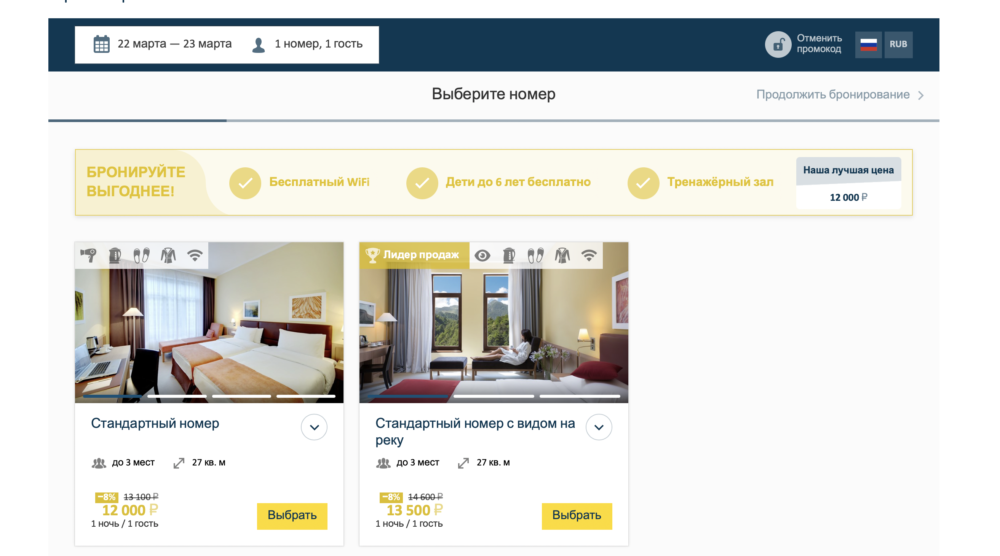 22 марта — 23 марта
1 номер, 1 гость
Отменить
промокод
RUB
Выберите номер
Продолжить бронирование
БРОНИРУЙТЕ
ВЫГОДНЕЕ!
Бесплатный WiFi
Дети до 6 лет бесплатно
Тренажёрный зал
Наша лучшая цена
12 000 ₽
Стандартный номер
до 3 мест
27 кв. м
−8% 13 100 ₽
12 000 ₽
1 ночь / 1 гость
Выбрать
Лидер продаж
Стандартный номер с видом на
реку
до 3 мест
27 кв. м
−8% 14 600 ₽
13 500 ₽
1 ночь / 1 гость
Выбрать